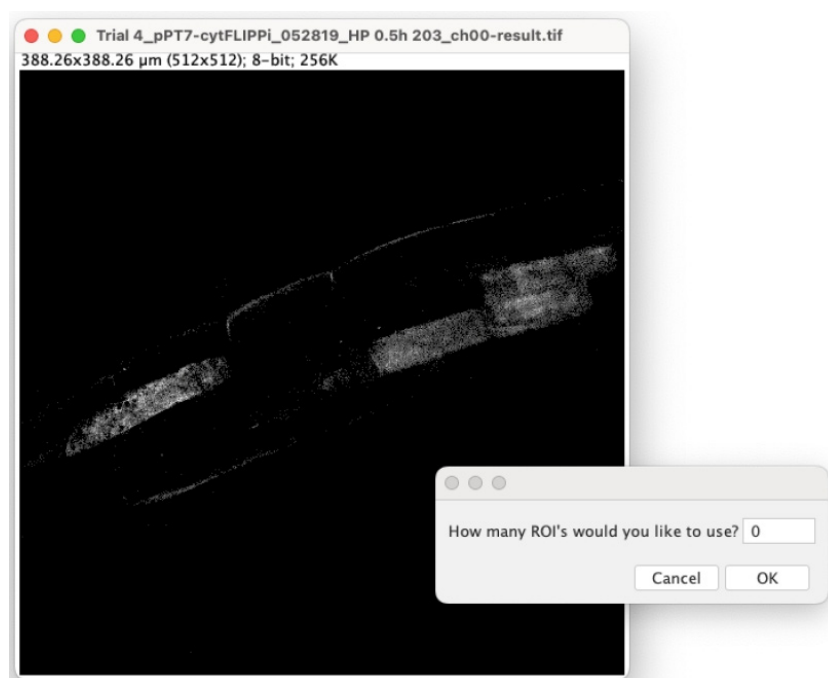 Trial 4_pPT7-cytFLIPPi_052819_HP 0.5h 203_ch00-result.tif
388.26x388.26 µm (512x512); 8-bit; 256K
How many ROI's would you like to use? 0
Cancel OK